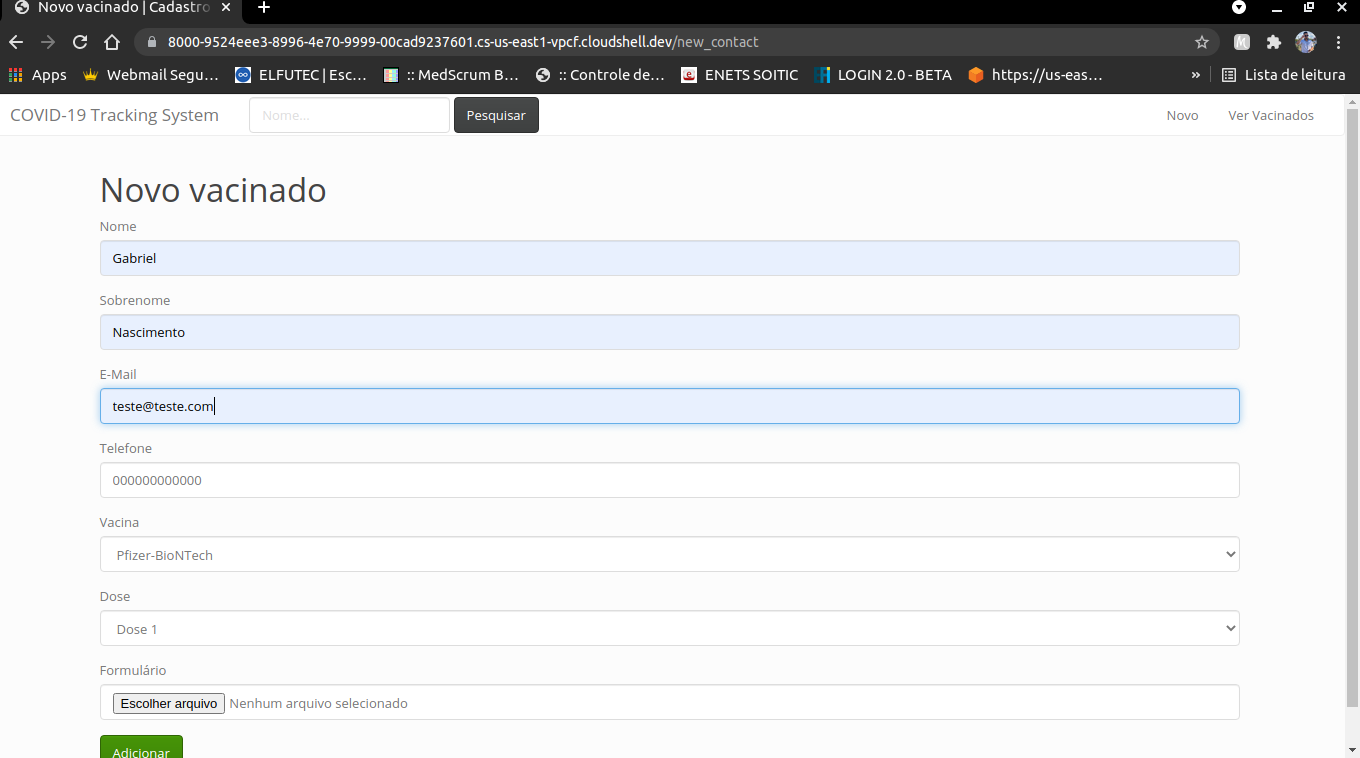 Novo vacinado | Cadastro
8000-9524eee3-8996-4e70-9999-00cad9237601.cs-us-east1-vpcf.cloudshell.dev/new_contact
Apps Webmail Segu... ELFUTEC | Esc... :: MedScrum B... :: Controle de... ENETS SOITIC LOGIN 2.0 - BETA https://us-eas... » Lista de leitura
COVID-19 Tracking System Nome... Pesquisar Novo Ver Vacinados
Novo vacinado
Nome
Gabriel
Sobrenome
Nascimento
E-Mail
teste@teste.com
Telefone
000000000000
Vacina
Pfizer-BioNTech
Dose
Dose 1
Formulário
Escolher arquivo Nenhum arquivo selecionado
Adicionar